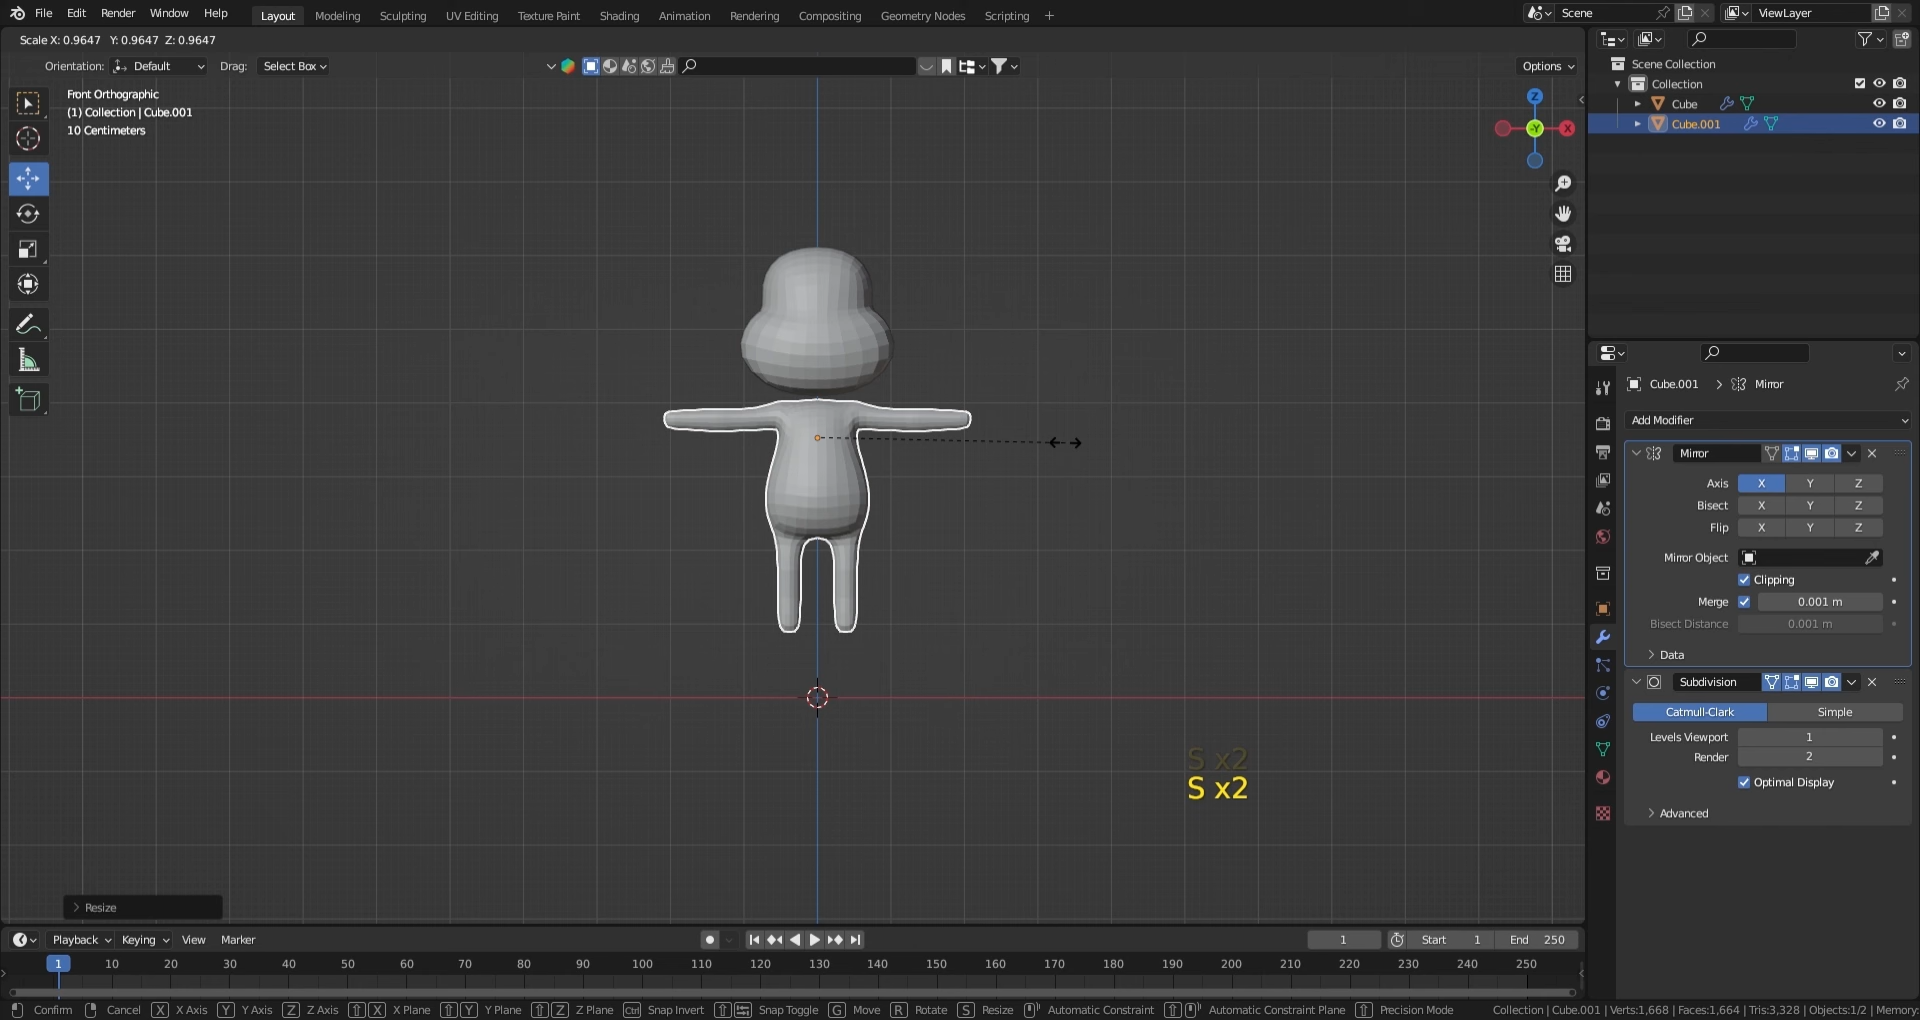 File Edit Render Window Help Layout Modeling Sculpting UV Editing Texture Paint Shading Animation Rendering Compositing Geometry Nodes Scripting + Scene ViewLayer
Scale X: 0.9647 Y: 0.9647 Z: 0.9647
Orientation: Default Drag: Select Box Options
Front Orthographic
(1) Collection | Cube.001
10 Centimeters
Z
-Y
X
Scene Collection
Collection
Cube
Cube.001
Cube.001 > Mirror
Add Modifier
Mirror
Axis X Y Z
Bisect X Y Z
Flip X Y Z
Mirror Object
Clipping
Merge 0.001 m
Bisect Distance 0.001 m
Data
Subdivision
Catmull-Clark Simple
Levels Viewport 1
Render 2
Optimal Display
Advanced
S x2
S x2
Resize
Playback Keying View Marker 1 Start 1 End 250
1 10 20 30 40 50 60 70 80 90 100 110 120 130 140 150 160 170 180 190 200 210 220 230 240 250
Confirm Cancel X X Axis Y Y Axis Z Z Axis X X Plane Y Y Plane Z Z Planes Ctrl Snap Invert Snap Toggle G Move R Rotate S Resize Automatic Constraint Automatic Constraint Plane Precision Mode Collection | Cube.001 | Verts:1,668 | Faces:1,664 | Tris:3,328 | Objects:1/2 | Memory: